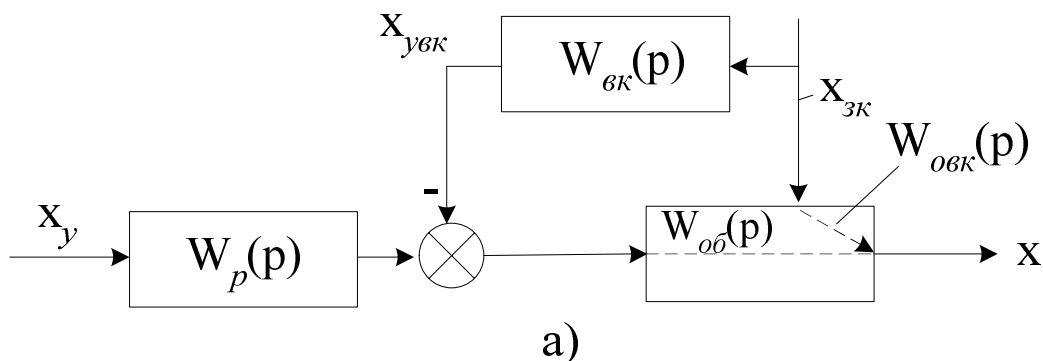 x_увк
W_вк(p)
x_зк
W_овк(p)
x_у
W_р(p)
-
W_об(p)
x
а)